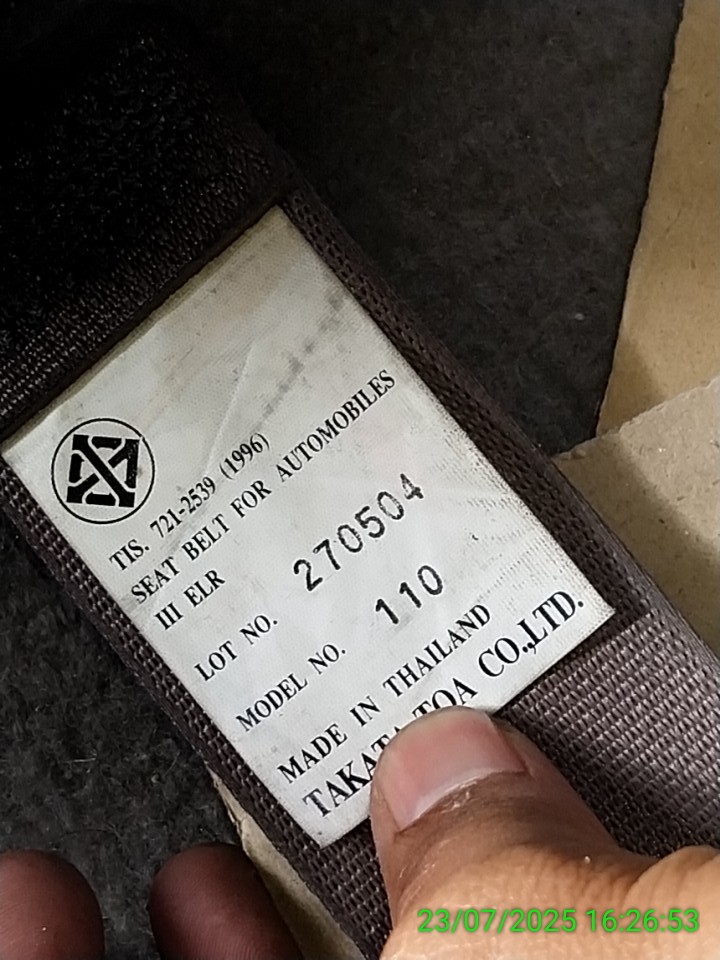 TIS. 721-2539 (1996)
SEAT BELT FOR AUTOMOBILES
III ELR
LOT NO. 270504
MODEL NO. 110
MADE IN THAILAND
TAKATA-TOA CO.,LTD.
23/07/2025 16:26:53